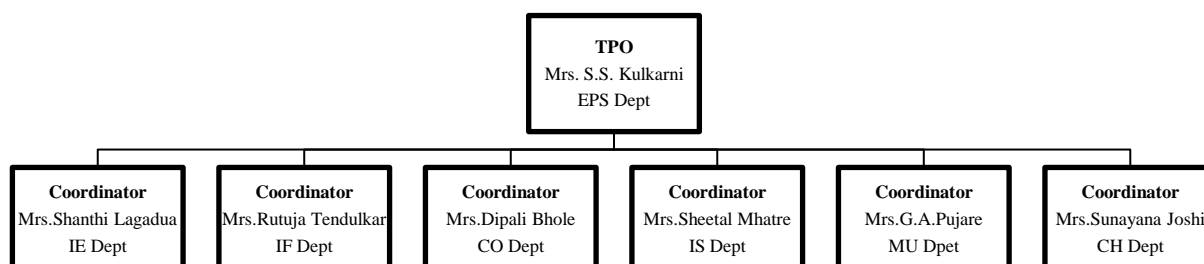 TPO
Mrs. S.S. Kulkarni
EPS Dept
Coordinator
Mrs.Shanthi Lagadua
IE Dept
Coordinator
Mrs.Rutuja Tendulkar
IF Dept
Coordinator
Mrs.Dipali Bhole
CO Dept
Coordinator
Mrs.Sheetal Mhatre
IS Dept
Coordinator
Mrs.G.A.Pujare
MU Dpet
Coordinator
Mrs.Sunayana Joshi
CH Dept